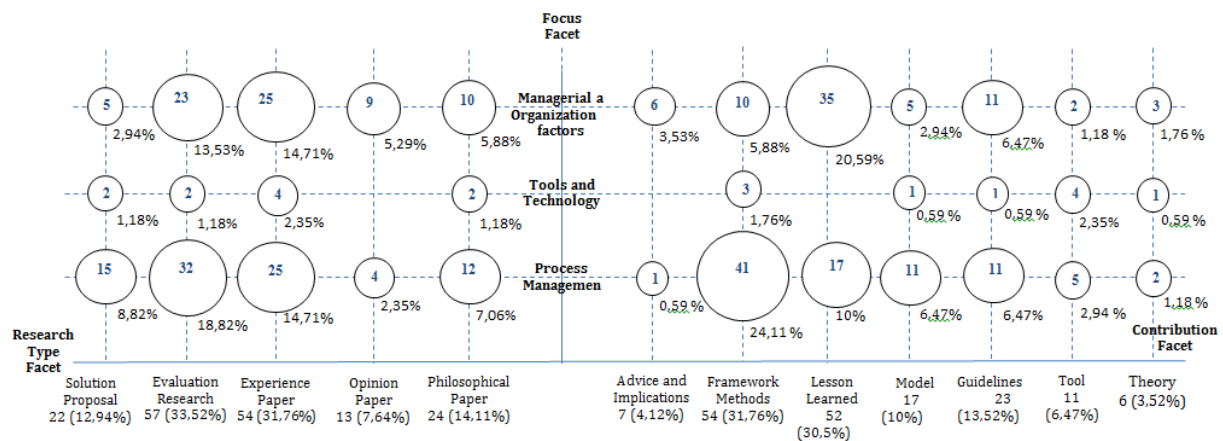 Focus
Facet
5
23
25
9
10
Managerial a
Organization
factors
6
10
35
5
11
2
3
2,94%
13,53%
14,71%
5,29%
5,88%
3,53%
5,88%
20,59%
2,94%
6,47%
1,18 %
1,76 %
2
2
4
2
Tools and
Technology
3
1
1
4
1
1,18%
1,18%
2,35%
1,18%
1,76%
0,59 %
0,59 %
2,35%
0,59 %
15
32
25
4
12
Process
Managemen
1
41
17
11
11
5
2
8,82%
18,82%
14,71%
2,35%
7,06%
0,59 %
24,11 %
10%
6,47%
6,47%
2,94 %
1,18 %
Research
Type
Facet
Contribution
Facet
Solution
Proposal
22 (12,94%)
Evaluation
Research
57 (33,52%)
Experience
Paper
54 (31,76%)
Opinion
Paper
13 (7,64%)
Philosophical
Paper
24 (14,11%)
Advice and
Implications
7 (4,12%)
Framework
Methods
54 (31,76%)
Lesson
Learned
52
(30,5%)
Model
17
(10%)
Guidelines
23
(13,52%)
Tool
11
(6,47%)
Theory
6 (3,52%)